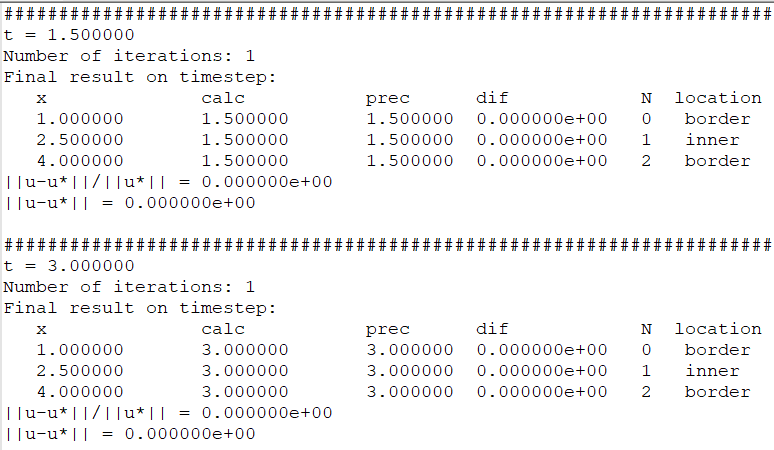 ######################################################################
t = 1.500000
Number of iterations: 1
Final result on timestep:
   x               calc            prec      dif            N  location
   1.000000        1.500000        1.500000  0.000000e+00   0   border
   2.500000        1.500000        1.500000  0.000000e+00   1   inner
   4.000000        1.500000        1.500000  0.000000e+00   2   border
||u-u*||/||u*|| = 0.000000e+00
||u-u*|| = 0.000000e+00

######################################################################
t = 3.000000
Number of iterations: 1
Final result on timestep:
   x               calc            prec      dif            N  location
   1.000000        3.000000        3.000000  0.000000e+00   0   border
   2.500000        3.000000        3.000000  0.000000e+00   1   inner
   4.000000        3.000000        3.000000  0.000000e+00   2   border
||u-u*||/||u*|| = 0.000000e+00
||u-u*|| = 0.000000e+00